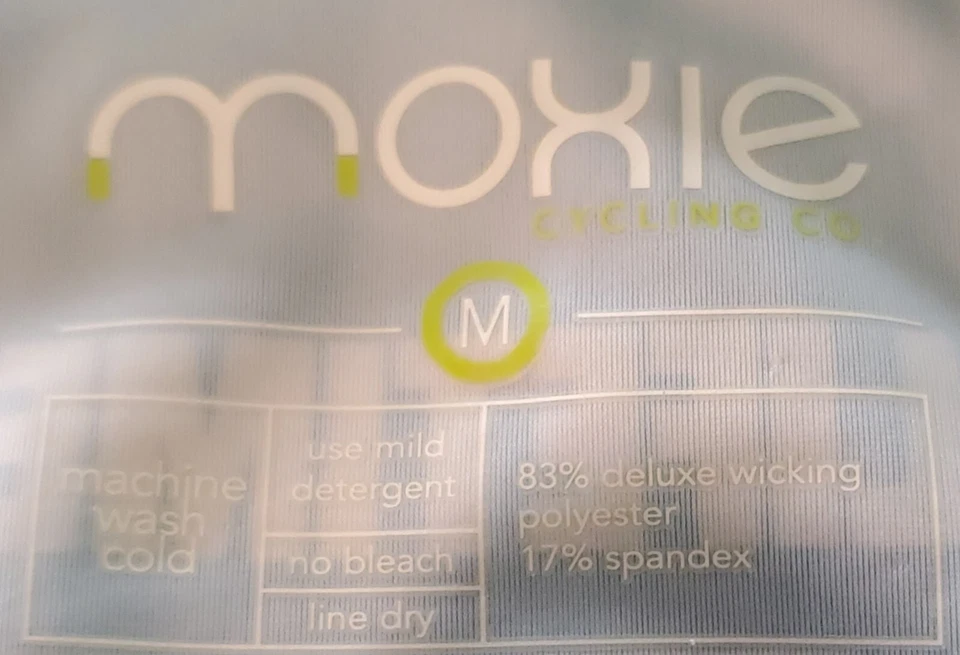 moxie
CYCLING CO
M
machine
wash
cold
use mild
detergent
no bleach
line dry
83% deluxe wicking
polyester
17% spandex